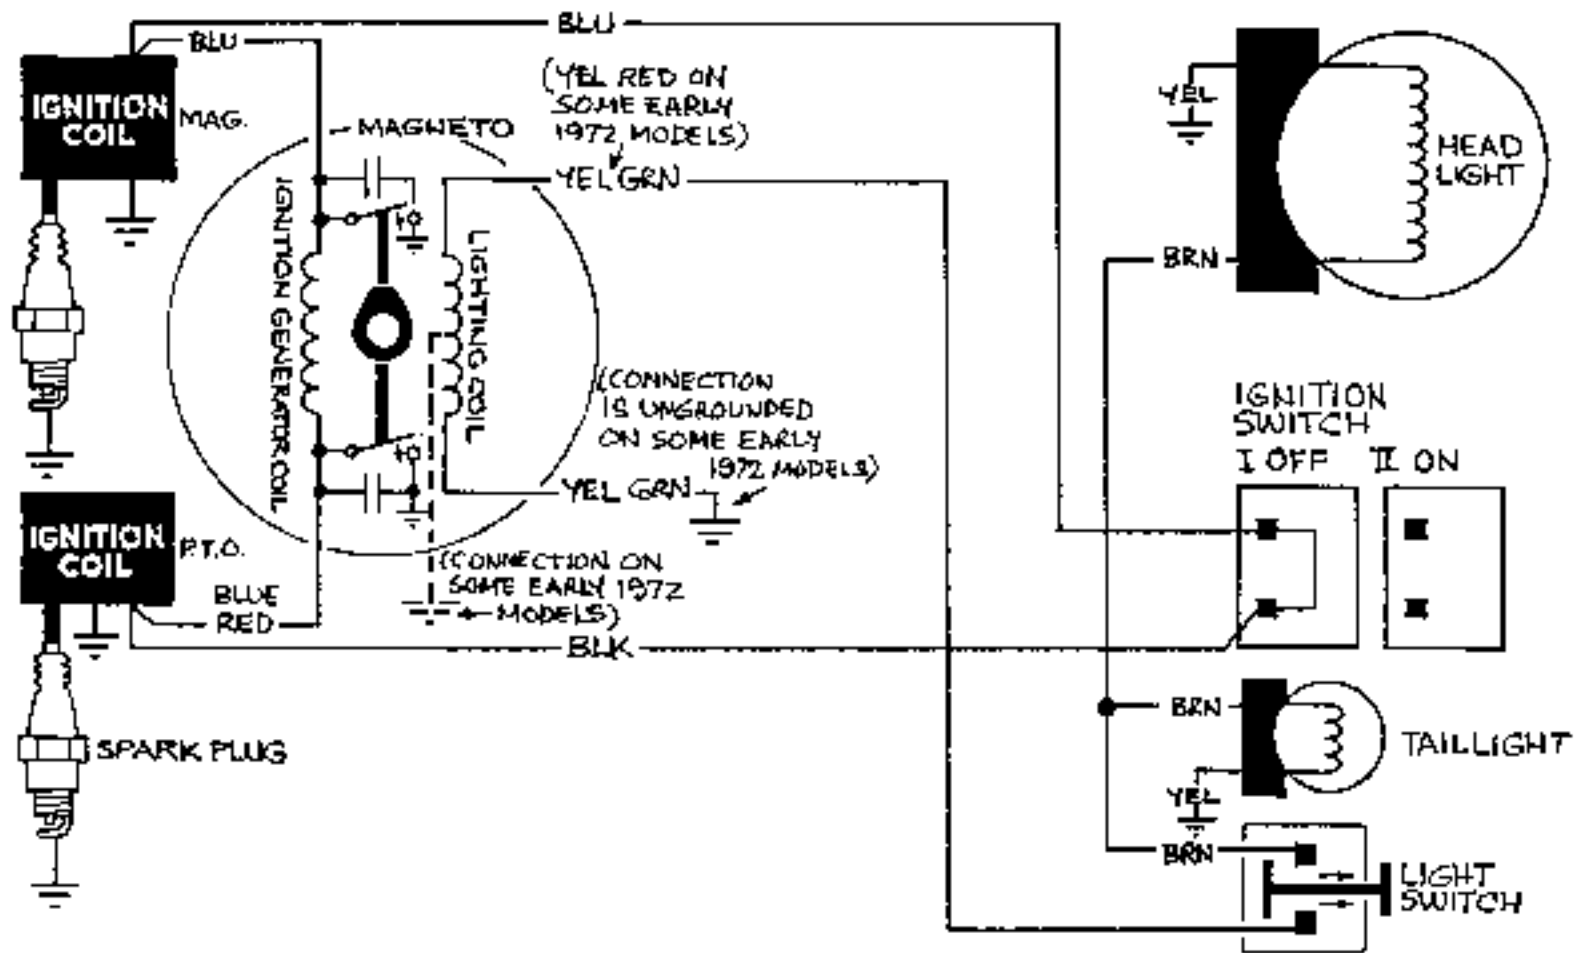 BLU
BLU
IGNITION
COIL
MAG.
MAGNETO
(YEL RED ON
SOME EARLY
1972 MODELS)
YEL GRN
IGNITION GENERATOR COIL
LIGHTING COIL
(CONNECTION
IS UNGROUNDED
ON SOME EARLY
1972 MODELS)
YEL GRN
(CONNECTION ON
SOME EARLY 1972
MODELS)
IGNITION
COIL
P.T.O.
BLUE
RED
BLK
SPARK PLUG
YEL
HEAD
LIGHT
BRN
IGNITION
SWITCH
I OFF
II ON
BRN
TAILLIGHT
YEL
BRN
LIGHT
SWITCH